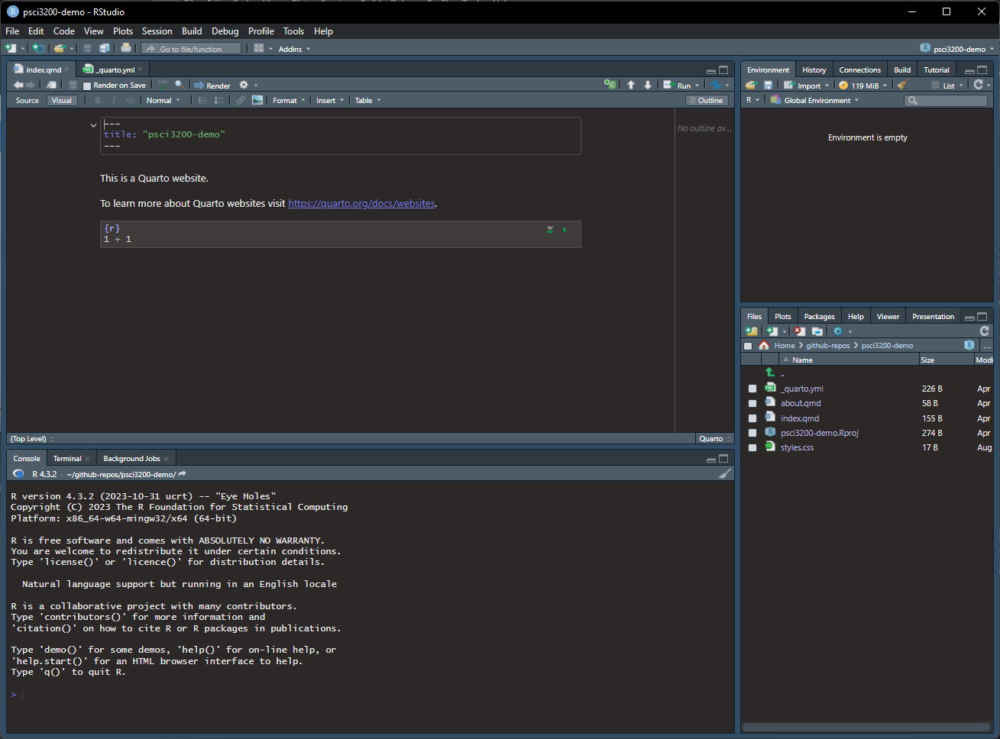 psci3200-demo - RStudio
File Edit Code View Plots Session Build Debug Profile Tools Help
Go to file/function Addins psci3200-demo
index.qmd _quarto.yml
Render on Save ABC Render Run
Source Visual B I </> Normal Format Insert Table Outline
---
title: "psci3200-demo"
---
No outline av...
This is a Quarto website.
To learn more about Quarto websites visit https://quarto.org/docs/websites.
{r}
1 + 1
(Top Level) Quarto
Console Terminal Background Jobs
R 4.3.2 · ~/github-repos/psci3200-demo/
R version 4.3.2 (2023-10-31 ucrt) -- "Eye Holes"
Copyright (C) 2023 The R Foundation for Statistical Computing
Platform: x86_64-w64-mingw32/x64 (64-bit)
R is free software and comes with ABSOLUTELY NO WARRANTY.
You are welcome to redistribute it under certain conditions.
Type 'license()' or 'licence()' for distribution details.
Natural language support but running in an English locale
R is a collaborative project with many contributors.
Type 'contributors()' for more information and
'citation()' on how to cite R or R packages in publications.
Type 'demo()' for some demos, 'help()' for on-line help, or
'help.start()' for an HTML browser interface to help.
Type 'q()' to quit R.
>
Environment History Connections Build Tutorial
Import 119 MiB List
R Global Environment
Environment is empty
Files Plots Packages Help Viewer Presentation
Home github-repos psci3200-demo ...
Name Size Modi
..
_quarto.yml 226 B Apr
about.qmd 58 B Apr
index.qmd 155 B Apr
psci3200-demo.Rproj 274 B Apr
styles.css 17 B Aug